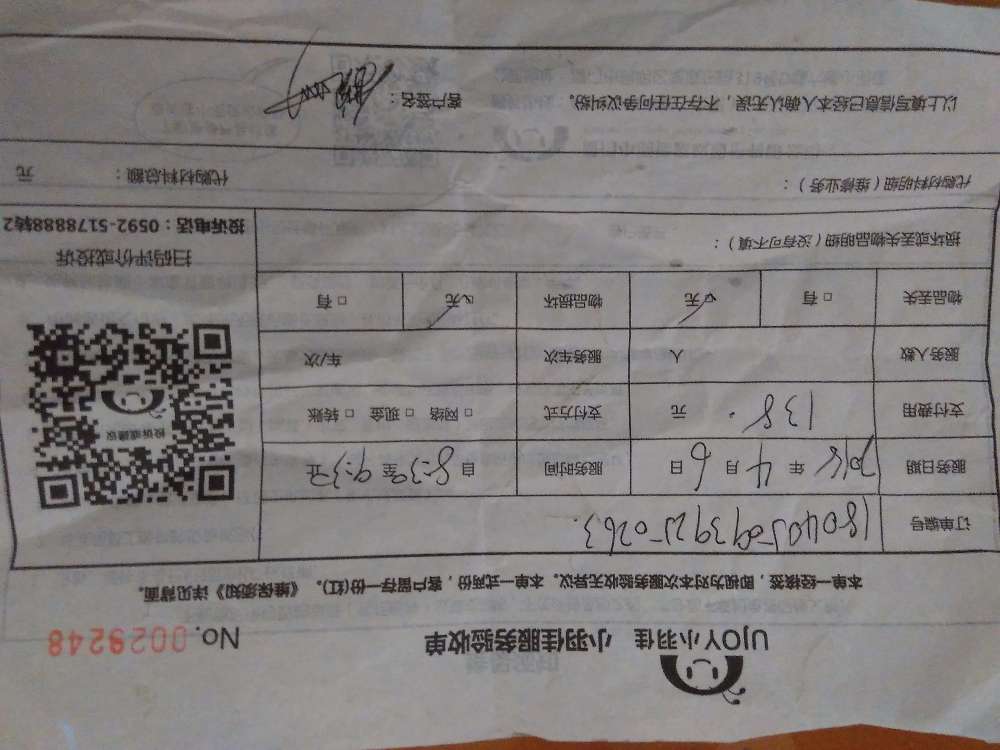 UJOY小羽佳 小羽佳服务验收单 No. 0029248
本单一经接签，即视为对本次服务验收无异议。本单一式两份，客户留存一份(红)。《维保须知》详见背面。
订单编号 1804050939250263
服务日期 2018 年 4 月 6 日 服务时间 自 8:30 至 9:30
支付费用 138. 元 支付方式 □ 网络 □ 现金 □ 转账
服务人数 人 服务车次 车/次
物品丢失 □ 有 ☑ 无 物品损坏 ☑ 无 □ 有
投诉或建议
扫码评价或投诉
损坏或丢失物品明细（没有可不填）：
投诉电话：0592-5178888转2
代购材料明细（维修业务）： 代购材料总额： 元
以上填写信息已经本人确认无误，不存在任何争议纠纷。 客户签名：